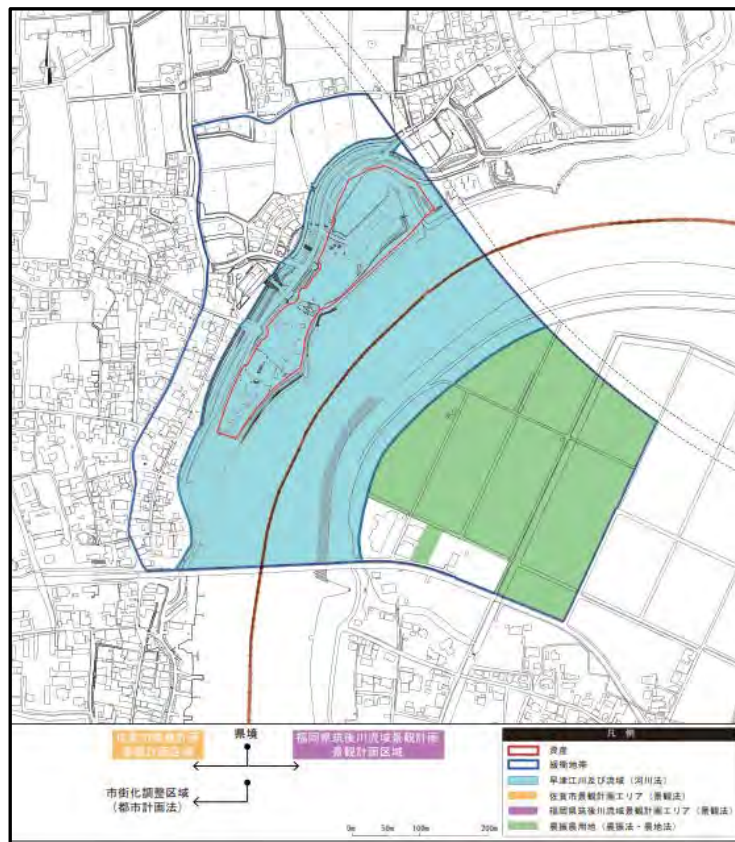 佐賀市景観計画
景観計画区域
県境
福岡県筑後川流域景観計画
景観計画区域
市街化調整区域
(都市計画法)
0m 50m 100m 200m
凡例
資産
緩衝地帯
早津江川及び流域(河川法)
佐賀市景観計画エリア(景観法)
福岡県筑後川流域景観計画エリア(景観法)
農振農用地(農振法・農地法)